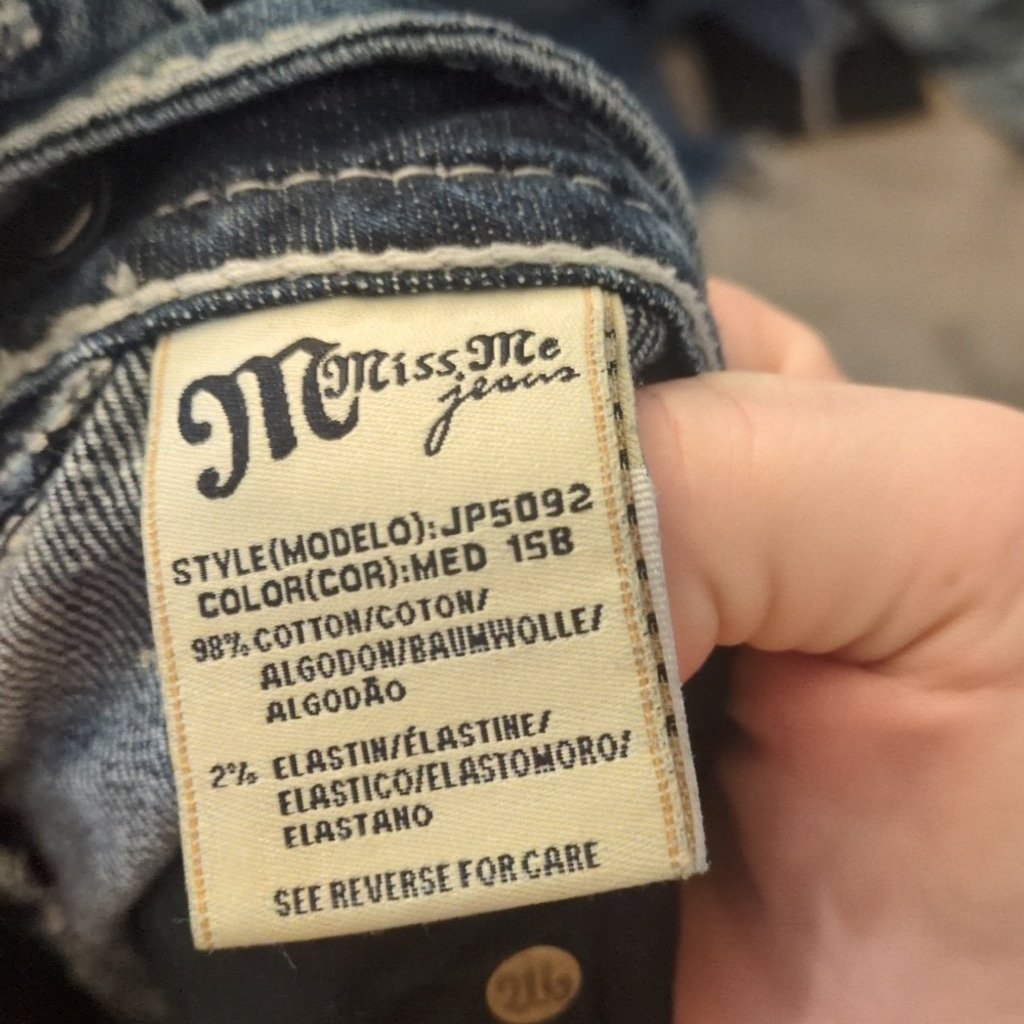 M Miss Me
jeans
STYLE(MODELO):JP5092
COLOR(COR):MED 15B
98% COTTON/COTON/
ALGODON/BAUMWOLLE/
ALGODÃO
2% ELASTIN/ÉLASTINE/
ELASTICO/ELASTOMORO/
ELASTANO
SEE REVERSE FOR CARE
M